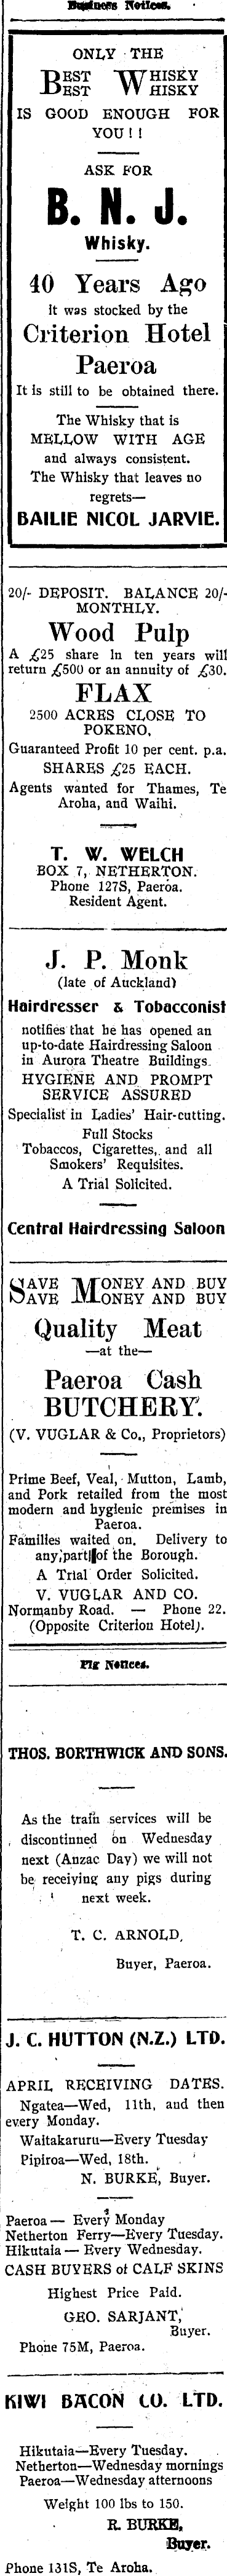 Business Notices.
ONLY THE
BEST WHISKY
BEST WHISKY
IS GOOD ENOUGH FOR
YOU!!
ASK FOR
B. N. J.
Whisky.
40 Years Ago
It was stocked by the
Criterion Hotel
Paeroa
It is still to be obtained there.
The Whisky that is
MELLOW WITH AGE
and always consistent.
The Whisky that leaves no
regrets—
BAILIE NICOL JARVIE.
20/- DEPOSIT. BALANCE 20/-
MONTHLY.
Wood Pulp
A £25 share in ten years will
return £500 or an annuity of £30.
FLAX
2500 ACRES CLOSE TO
POKENO.
Guaranteed Profit 10 per cent. p.a.
SHARES £25 EACH.
Agents wanted for Thames, Te
Aroha, and Waihi.
T. W. WELCH
BOX 7, NETHERTON.
Phone 127S, Paeroa.
Resident Agent.
J. P. Monk
(late of Auckland)
Hairdresser & Tobacconist
notifies that he has opened an
up-to-date Hairdressing Saloon
in Aurora Theatre Buildings.
HYGIENE AND PROMPT
SERVICE ASSURED
Specialist in Ladies' Hair-cutting.
Full Stocks
Tobaccos, Cigarettes, and all
Smokers' Requisites.
A Trial Solicited.
Central Hairdressing Saloon
SAVE MONEY AND BUY
SAVE MONEY AND BUY
Quality Meat
—at the—
Paeroa Cash
BUTCHERY.
(V. VUGLAR & Co., Proprietors)
Prime Beef, Veal, Mutton, Lamb,
and Pork retailed from the most
modern and hygienic premises in
Paeroa.
Families waited on. Delivery to
any part of the Borough.
A Trial Order Solicited.
V. VUGLAR AND CO.
Normanby Road. — Phone 22.
(Opposite Criterion Hotel).
Pig Notices.
THOS. BORTHWICK AND SONS.
As the train services will be
discontinued on Wednesday
next (Anzac Day) we will not
be receiving any pigs during
next week.
T. C. ARNOLD,
Buyer, Paeroa.
J. C. HUTTON (N.Z.) LTD.
APRIL RECEIVING DATES.
Ngatea—Wed, 11th, and then
every Monday.
Waitakaruru—Every Tuesday
Pipiroa—Wed, 18th.
N. BURKE, Buyer.
Paeroa — Every Monday
Netherton Ferry—Every Tuesday.
Hikutaia — Every Wednesday.
CASH BUYERS of CALF SKINS
Highest Price Paid.
GEO. SARJANT,
Buyer.
Phone 75M, Paeroa.
KIWI BACON CO. LTD.
Hikutaia—Every Tuesday.
Netherton—Wednesday mornings
Paeroa—Wednesday afternoons
Weight 100 lbs to 150.
R. BURKE,
Buyer.
Phone 131S, Te Aroha.